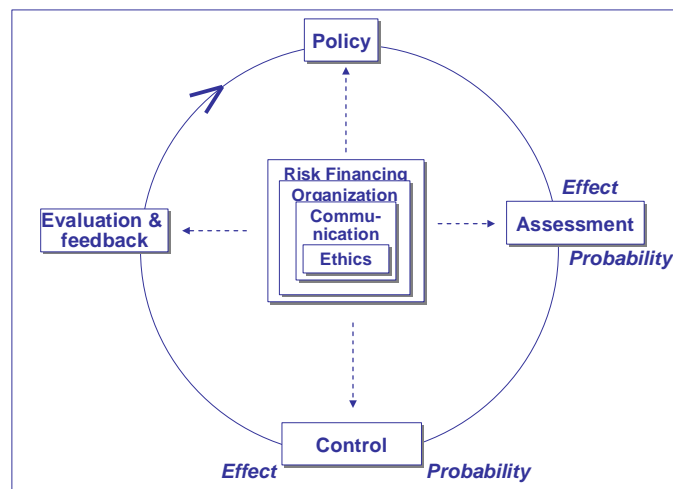 Policy
Risk Financing
Organization
Commu-
nication
Ethics
Effect
Assessment
Probability
Evaluation &
feedback
Control
Effect
Probability